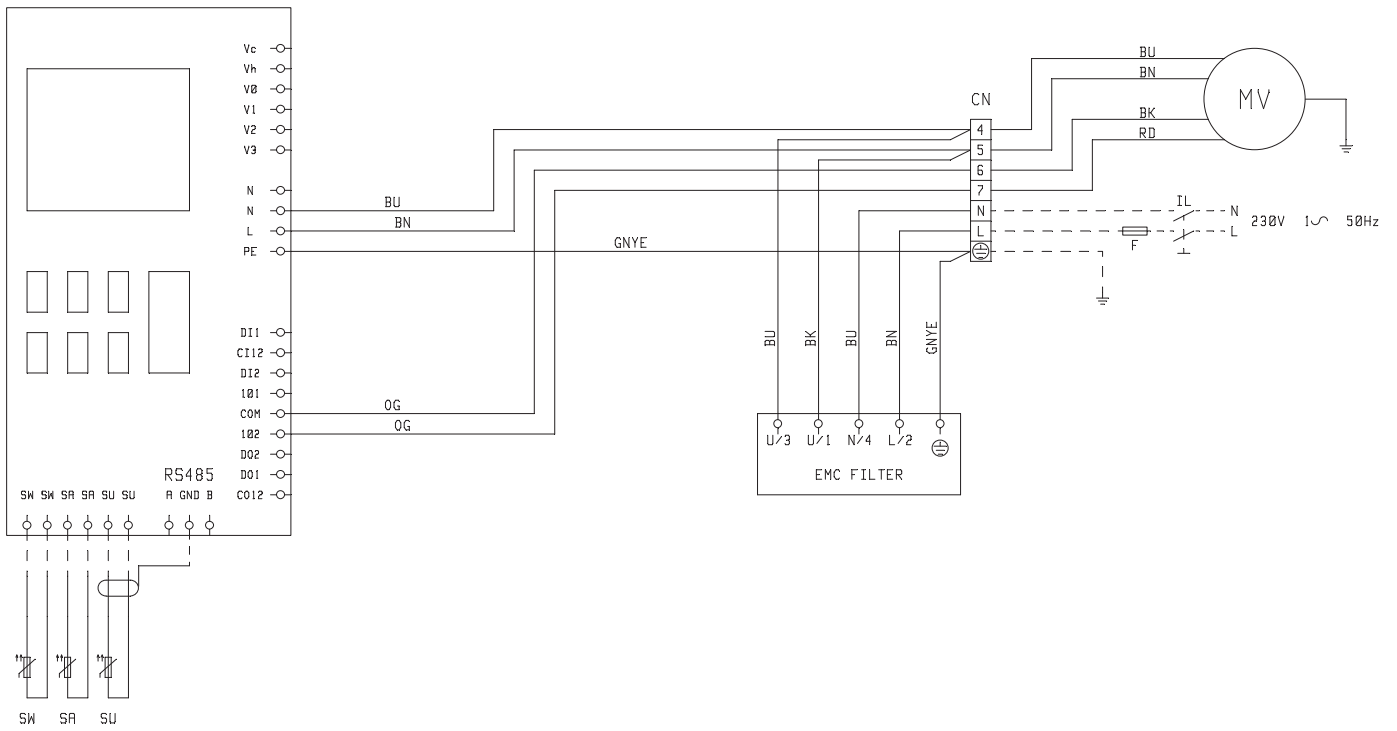 Vc
Vh
V0
V1
V2
V3
N
N
L
PE
DI1
CI12
DI2
101
COM
102
DO2
DO1
CO12
RS485
SW SW SA SA SU SU A GND B
SW SA SU
BU
BN
GNYE
OG
OG
CN
4
5
6
7
N
L
BU
BN
BK
RD
MV
IL
N
L
F
230V 1 50Hz
BU
BK
BU
BN
GNYE
U/3 U/1 N/4 L/2
EMC FILTER